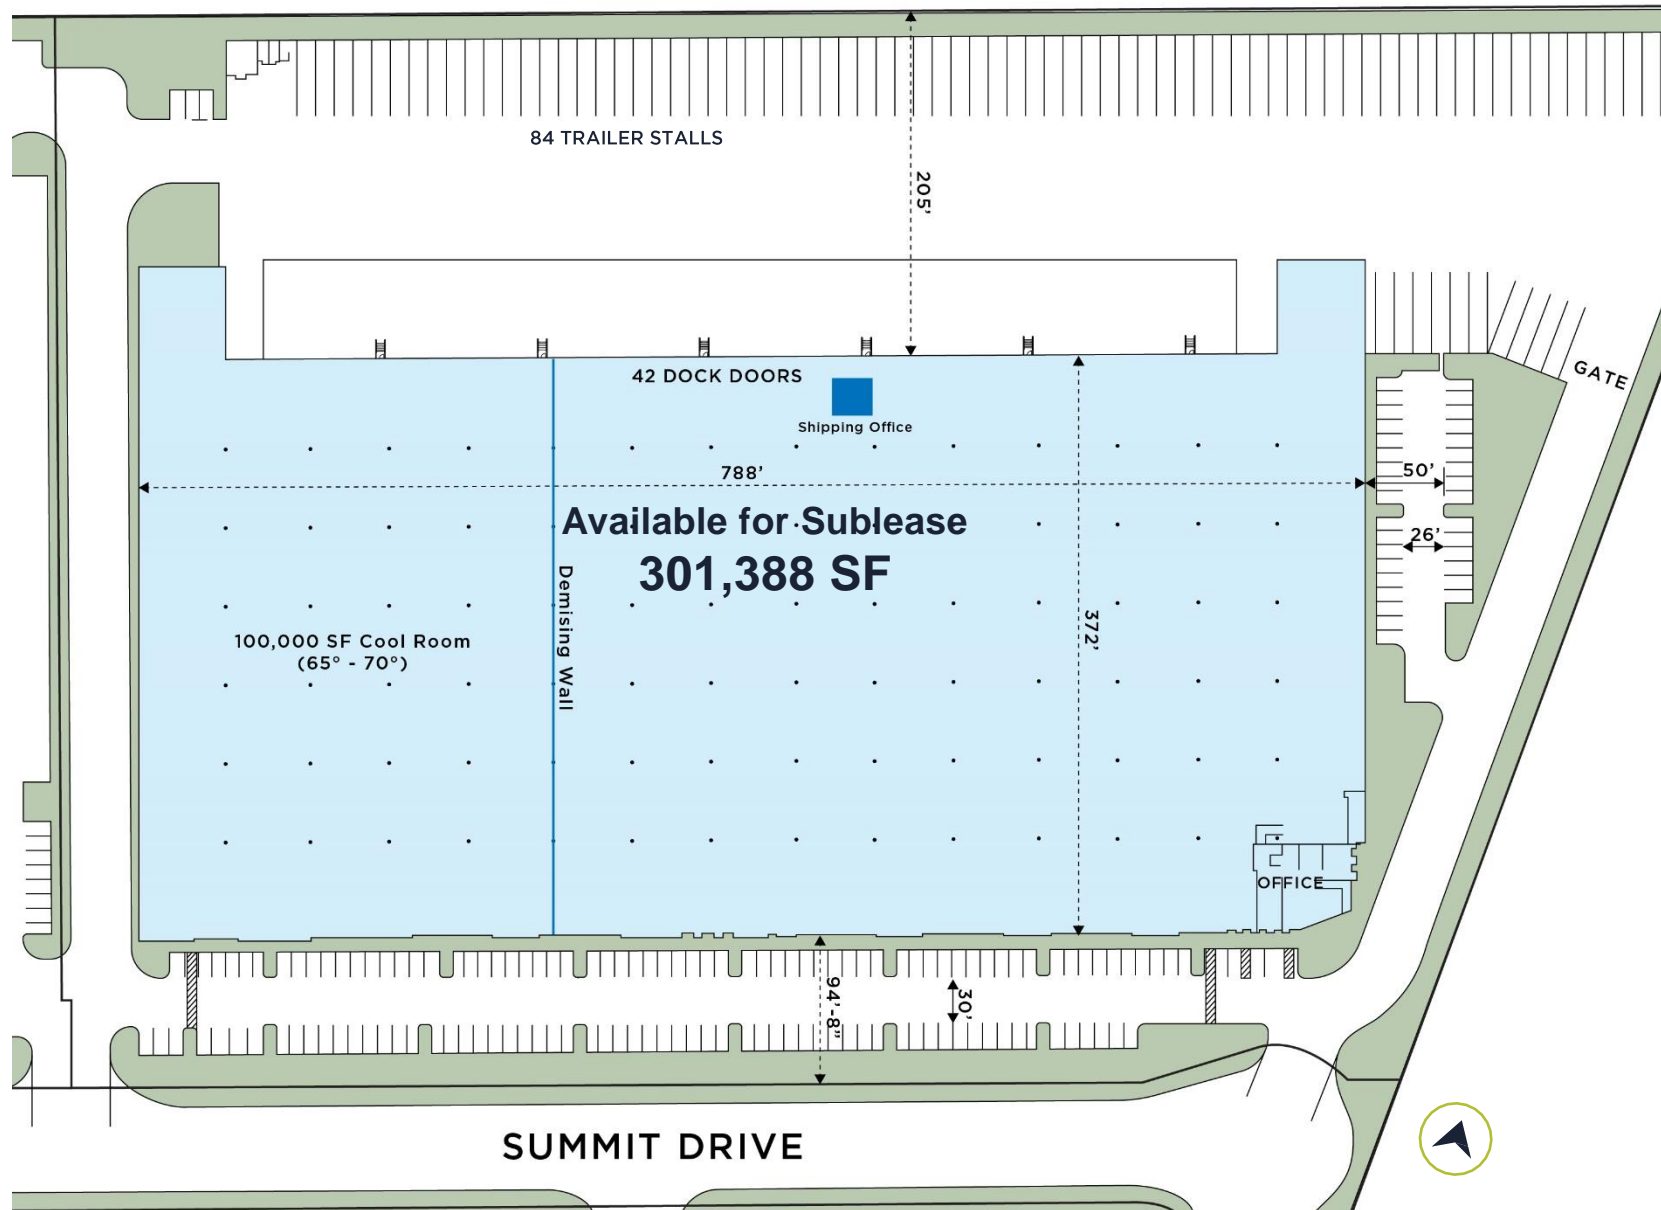 84 TRAILER STALLS
205'
42 DOCK DOORS
GATE
Shipping Office
788'
50'
Available for Sublease
26'
301,388 SF
Demising Wall
372'
100,000 SF Cool Room
(65° - 70°)
OFFICE
94'-8"
30'
SUMMIT DRIVE